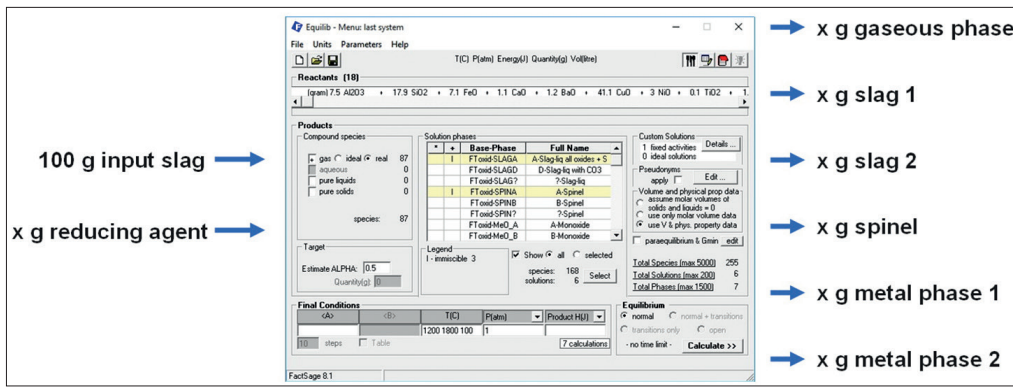 Equilib - Menu: last system
File Units Parameters Help
T(C) P(atm) Energy(J) Quantity(g) Vol(litre)
Reactants (18)
(gram) 7.5 Al2O3 + 17.9 SiO2 + 7.1 FeO + 1.1 CaO + 1.2 BaO + 41.1 CuO + 3 NiO + 0.1 TiO2 + 1.
Products
Compound species
+ gas ideal real 87
aqueous 0
pure liquids 0
pure solids 0
species: 87
Target
Estimate ALPHA: 0.5
Quantity(g): 0
Solution phases
* + Base-Phase Full Name
I FToxid-SLAGA A-Slag-liq all oxides + S
FToxid-SLAGD D-Slag-liq with CO3
FToxid-SLAG? ?-Slag-liq
I FToxid-SPINA A-Spinel
FToxid-SPINB B-Spinel
FToxid-SPIN? ?-Spinel
FToxid-MeO_A A-Monoxide
FToxid-MeO_B B-Monoxide
Legend
I - immiscible 3
Show all selected
species: 168
solutions: 6
Select
Custom Solutions
1 fixed activities
0 ideal solutions
Details ...
Pseudonyms
apply
Edit ...
Volume and physical prop data
assume molar volumes of
solids and liquids = 0
use only molar volume data
use V & phys. property data
paraequilibrium & Gmin edit
Total Species (max 5000) 255
Total Solutions (max 200) 6
Total Phases (max 1500) 7
Final Conditions
<A> <B> T(C) P(atm) Product H(J)
1200 1800 100 1
10 steps Table
7 calculations
Equilibrium
normal normal + transitions
transitions only open
- no time limit - Calculate >>
FactSage 8.1
100 g input slag
x g reducing agent
x g gaseous phase
x g slag 1
x g slag 2
x g spinel
x g metal phase 1
x g metal phase 2